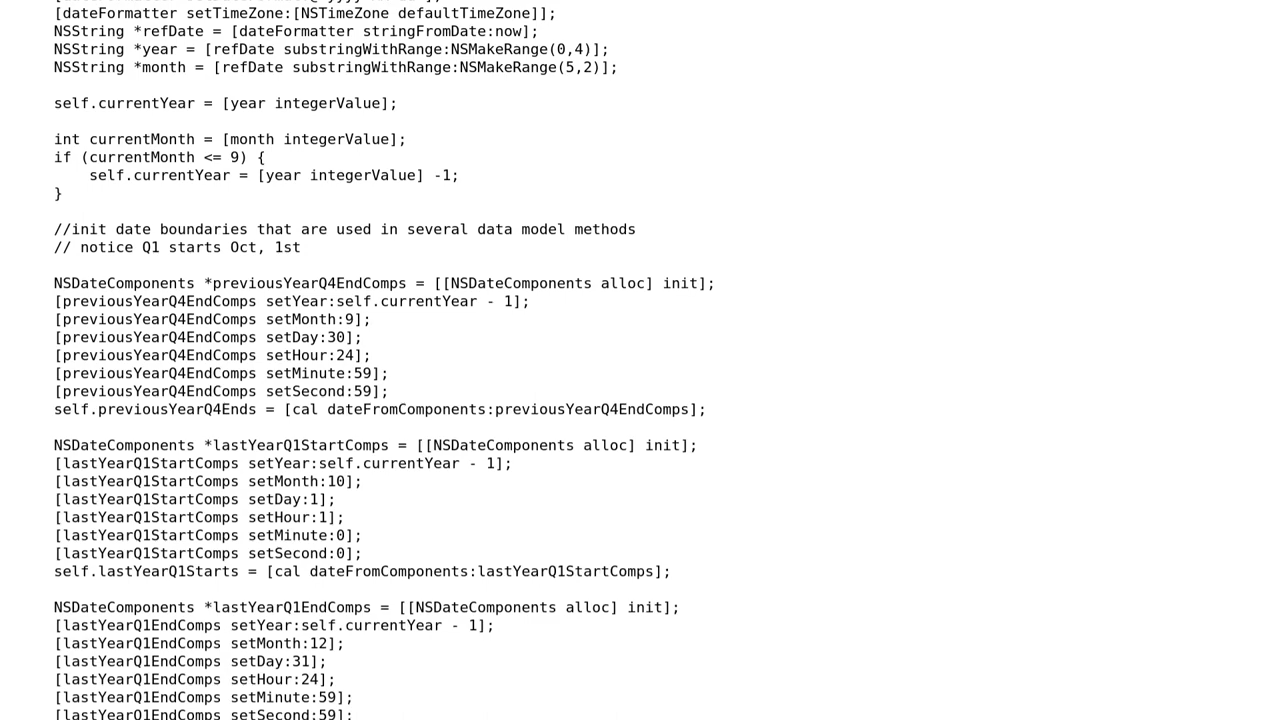 [dateFormatter setTimeZone:[NSTimeZone defaultTimeZone]];
NSString *refDate = [dateFormatter stringFromDate:now];
NSString *year = [refDate substringWithRange:NSMakeRange(0,4)];
NSString *month = [refDate substringWithRange:NSMakeRange(5,2)];
self.currentYear = [year integerValue];
int currentMonth = [month integerValue];
if (currentMonth <= 9) {
    self.currentYear = [year integerValue] -1;
}
//init date boundaries that are used in several data model methods
// notice Q1 starts Oct, 1st
NSDateComponents *previousYearQ4EndComps = [[NSDateComponents alloc] init];
[previousYearQ4EndComps setYear:self.currentYear - 1];
[previousYearQ4EndComps setMonth:9];
[previousYearQ4EndComps setDay:30];
[previousYearQ4EndComps setHour:24];
[previousYearQ4EndComps setMinute:59];
[previousYearQ4EndComps setSecond:59];
self.previousYearQ4Ends = [cal dateFromComponents:previousYearQ4EndComps];
NSDateComponents *lastYearQ1StartComps = [[NSDateComponents alloc] init];
[lastYearQ1StartComps setYear:self.currentYear - 1];
[lastYearQ1StartComps setMonth:10];
[lastYearQ1StartComps setDay:1];
[lastYearQ1StartComps setHour:1];
[lastYearQ1StartComps setMinute:0];
[lastYearQ1StartComps setSecond:0];
self.lastYearQ1Starts = [cal dateFromComponents:lastYearQ1StartComps];
NSDateComponents *lastYearQ1EndComps = [[NSDateComponents alloc] init];
[lastYearQ1EndComps setYear:self.currentYear - 1];
[lastYearQ1EndComps setMonth:12];
[lastYearQ1EndComps setDay:31];
[lastYearQ1EndComps setHour:24];
[lastYearQ1EndComps setMinute:59];
[lastYearQ1EndComps setSecond:59];